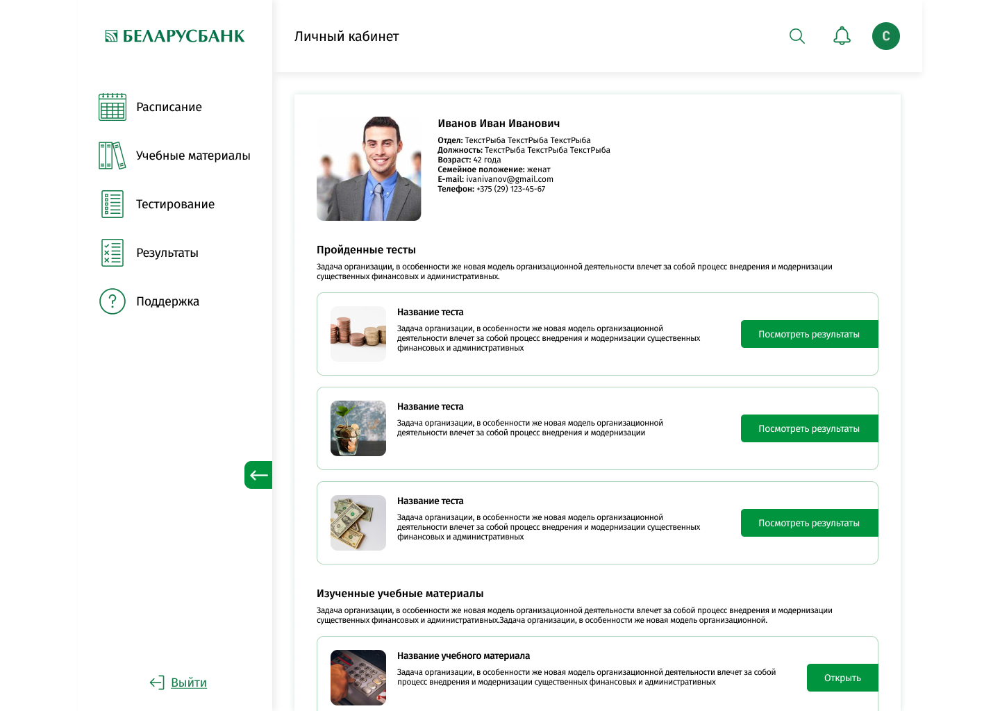 БЕЛАРУСБАНК
Личный кабинет
С
Расписание
Учебные материалы
Тестирование
Результаты
?
Поддержка
Выйти
Иванов Иван Иванович
Отдел: ТекстРыба ТекстРыба ТекстРыба
Должность: ТекстРыба ТекстРыба ТекстРыба
Возраст: 42 года
Семейное положение: женат
E-mail: ivanivanov@gmail.com
Телефон: +375 (29) 123-45-67
Пройденные тесты
Задача организации, в особенности же новая модель организационной деятельности влечет за собой процесс внедрения и модернизации
существенных финансовых и административных.
Название теста
Задача организации, в особенности же новая модель организационной
деятельности влечет за собой процесс внедрения и модернизации существенных
финансовых и административных
Посмотреть результаты
Название теста
Задача организации, в особенности же новая модель организационной
деятельности влечет за собой процесс внедрения и модернизации
Посмотреть результаты
Название теста
Задача организации, в особенности же новая модель организационной
деятельности влечет за собой процесс внедрения и модернизации существенных
финансовых и административных
Посмотреть результаты
Изученные учебные материалы
Задача организации, в особенности же новая модель организационной деятельности влечет за собой процесс внедрения и модернизации
существенных финансовых и административных.Задача организации, в особенности же новая модель организационной.
Название учебного материала
Задача организации, в особенности же новая модель организационной деятельности влечет за собой
процесс внедрения и модернизации существенных финансовых и административных
Открыть